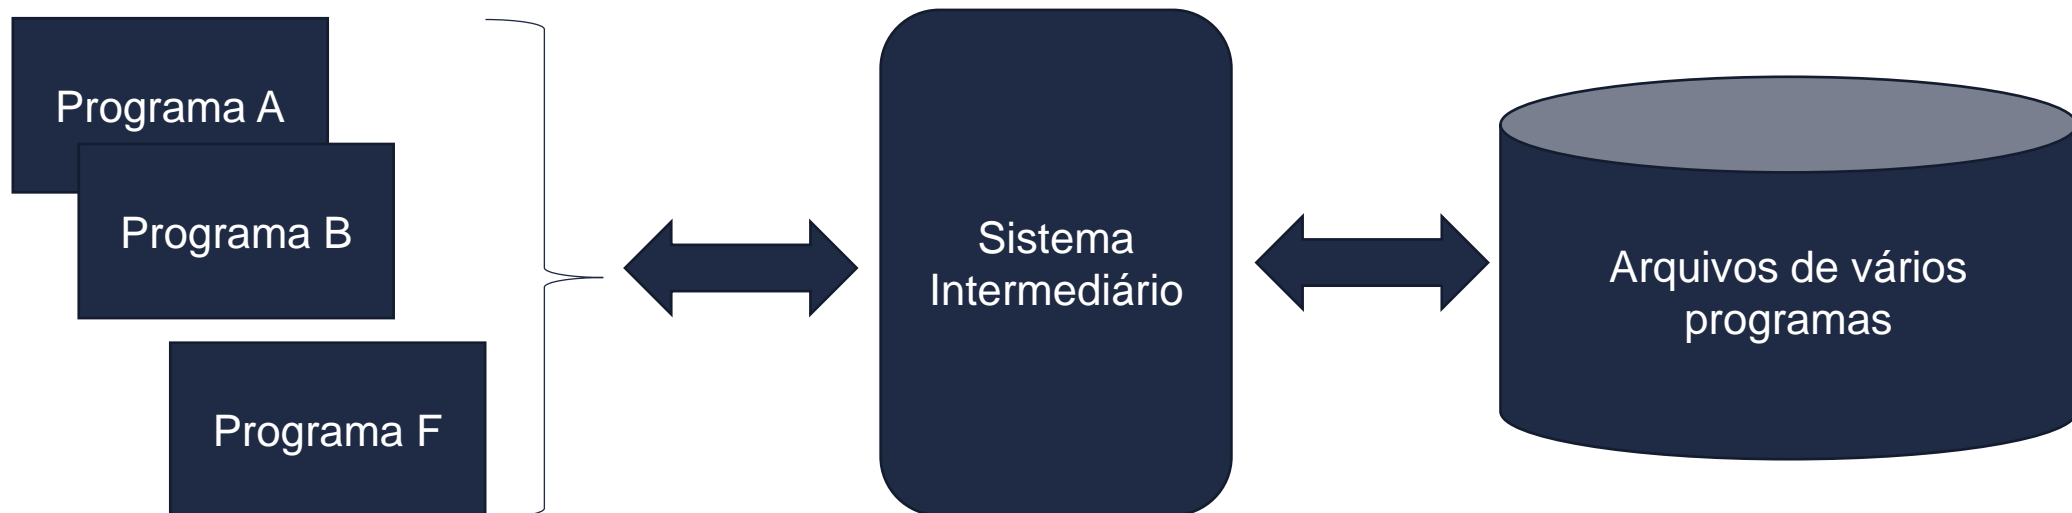 Programa A
Programa B
Programa F
Sistema
Intermediário
Arquivos de vários
programas